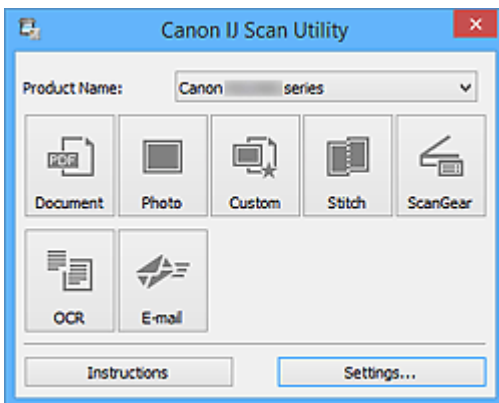 Canon IJ Scan Utility
Product Name: Canon series
PDF
Document Photo Custom Stitch ScanGear
OCR E-mail
Instructions Settings...